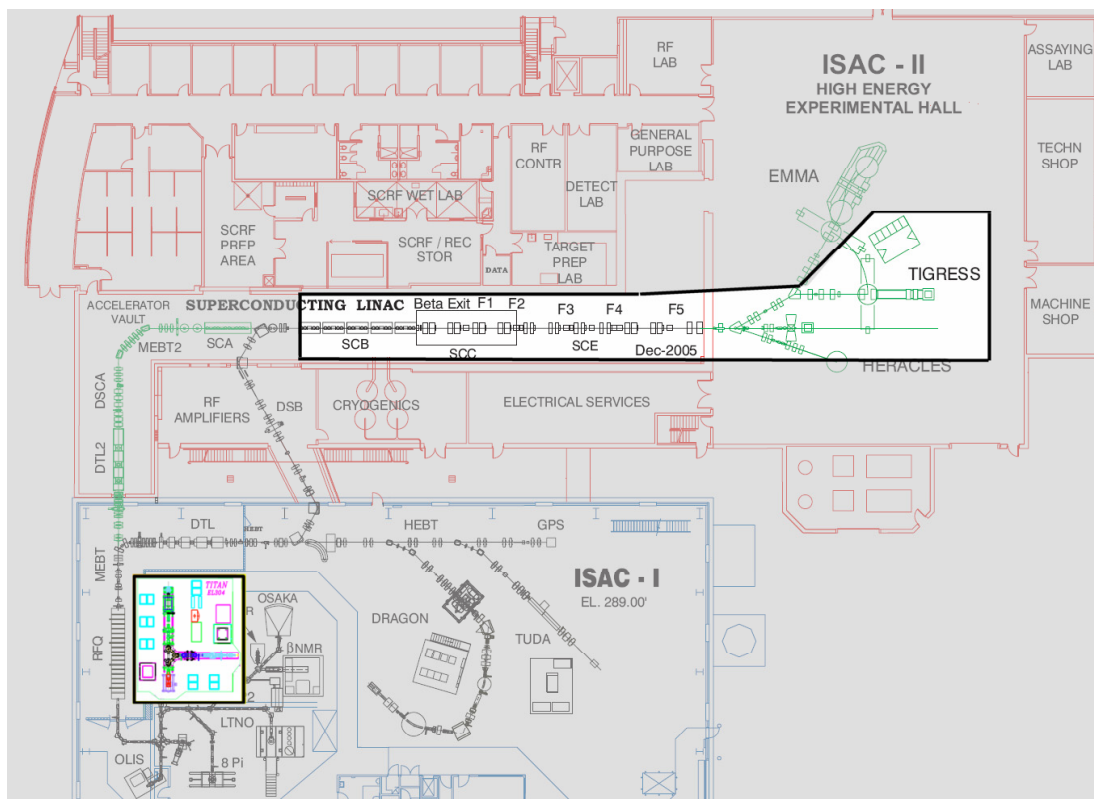 RF
LAB
ISAC - II
HIGH ENERGY
EXPERIMENTAL HALL
ASSAYING
LAB
RF
CONTR
GENERAL
PURPOSE
LAB
TECHN
SHOP
EMMA
SCRF WET LAB
DETECT
LAB
SCRF
PREP
AREA
SCRF / REC
STOR
DATA
TARGET
PREP
LAB
TIGRESS
ACCELERATOR
VAULT
SUPERCONDUCTING LINAC
Beta Exit
F1
F2
F3
F4
F5
MACHINE
SHOP
MEBT2
SCA
SCB
SCC
SCE
Dec-2005
HERACLES
DSCA
RF
AMPLIFIERS
DSB
CRYOGENICS
ELECTRICAL SERVICES
DTL2
DTL
HEBT
HEBT
GPS
MEBT
ISAC - I
EL. 289.00'
TITAN
EL304
OSAKA
R
DRAGON
TUDA
RFQ
βNMR
2
LTNO
OLIS
8 Pi